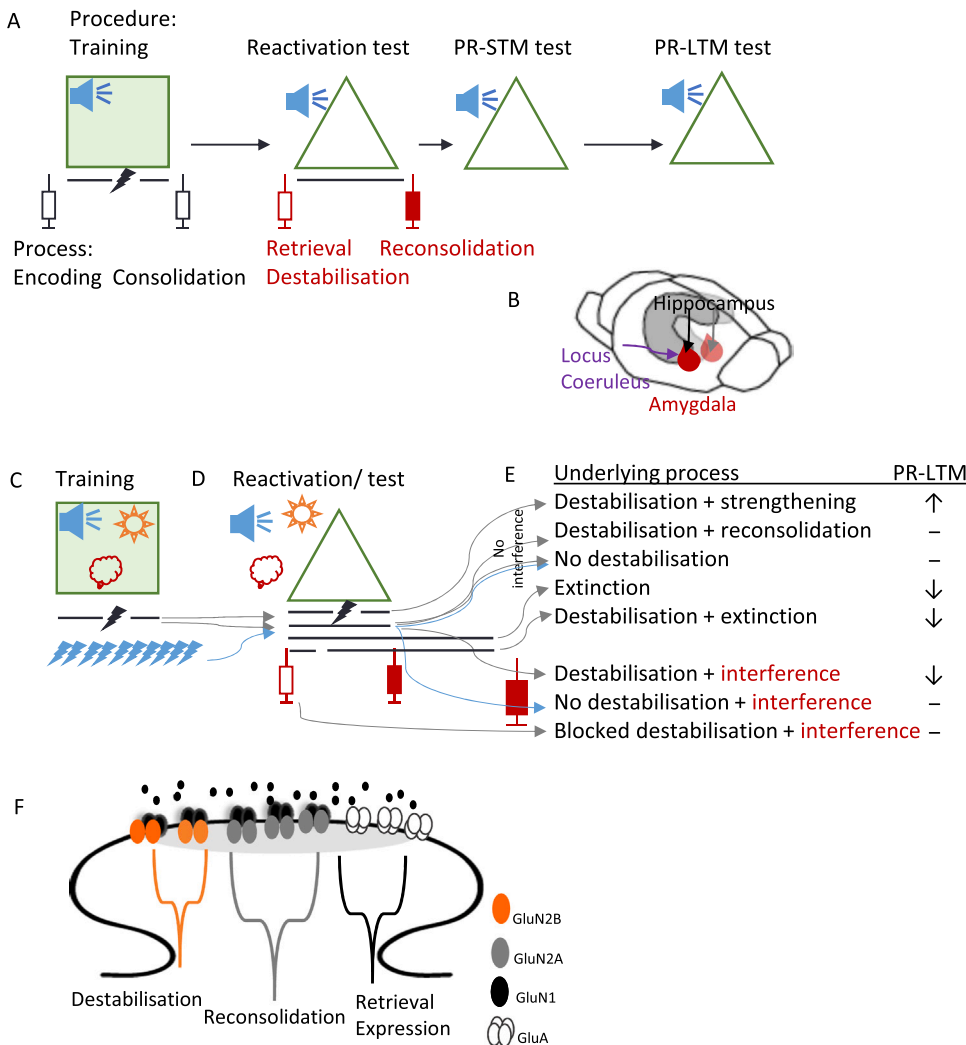 A
Procedure:
Training
Reactivation test
PR-STM test
PR-LTM test
Process:
Encoding Consolidation
Retrieval
Destabilisation
Reconsolidation
B
Hippocampus
Locus
Coeruleus
Amygdala
C
Training
D
Reactivation/ test
E
Underlying process
PR-LTM
No
interference
Destabilisation + strengthening ↑
Destabilisation + reconsolidation –
No destabilisation –
Extinction ↓
Destabilisation + extinction ↓
Destabilisation + interference ↓
No destabilisation + interference –
Blocked destabilisation + interference –
F
GluN2B
GluN2A
GluN1
GluA
Destabilisation
Reconsolidation
Retrieval
Expression